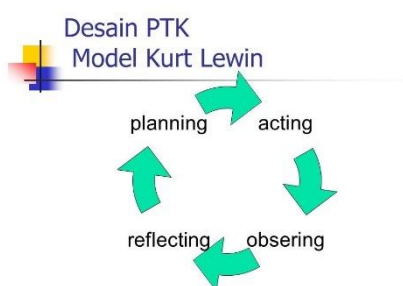 Desain PTK
Model Kurt Lewin
planning acting
reflecting obsering